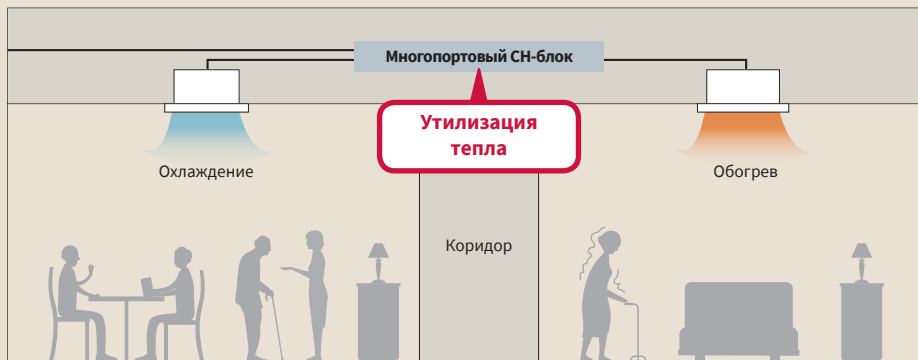 Многопортовый CH-блок
Утилизация
тепла
Охлаждение
Обогрев
Коридор